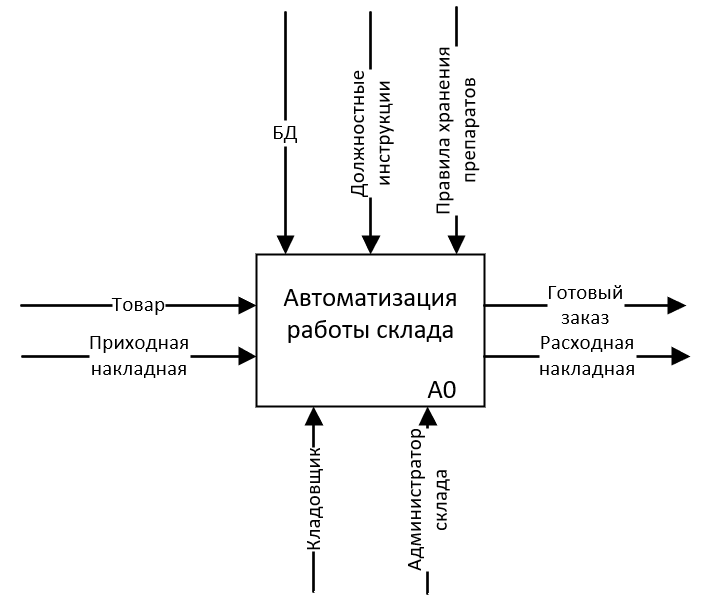 БД
Должностные
инструкции
Правила хранения
препаратов
Товар
Приходная
накладная
Автоматизация
работы склада
А0
Готовый
заказ
Расходная
накладная
Кладовщик
Администратор
склада